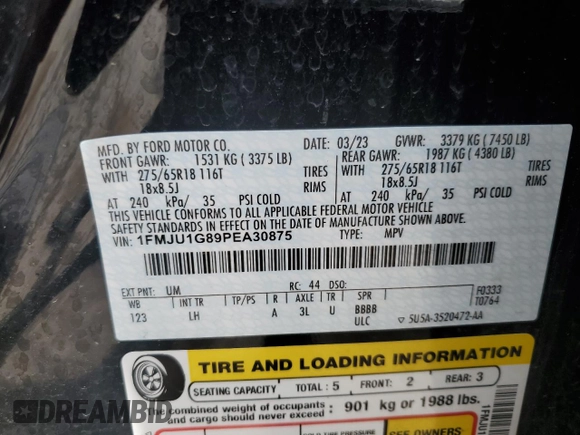 MFD. BY FORD MOTOR CO.
DATE: 03/23 GVWR: 3379 KG ( 7450 LB)
FRONT GAWR: 1531 KG ( 3375 LB) REAR GAWR: 1987 KG ( 4380 LB)
WITH 275/65R18 116T TIRES WITH 275/65R18 116T TIRES
18x8.5J RIMS 18x8.5J RIMS
AT 240 kPa/ 35 PSI COLD AT 240 kPa/ 35 PSI COLD
THIS VEHICLE CONFORMS TO ALL APPLICABLE FEDERAL MOTOR VEHICLE
SAFETY STANDARDS IN EFFECT ON THE DATE OF MANUFACTURE SHOWN ABOVE.
VIN: 1FMJU1G89PEA30875 TYPE: MPV
EXT PNT: UM RC: 44 DSO: F0333
WB INT TR TP/PS R AXLE TR SPR T0764
123 LH A 3L U BBBB
ULC 5U5A-3520472-AA
TIRE AND LOADING INFORMATION
SEATING CAPACITY TOTAL : 5 FRONT: 2 REAR: 3
The combined weight of occupants and cargo should never exceed : 901 kg or 1988 lbs.
DREAMBID